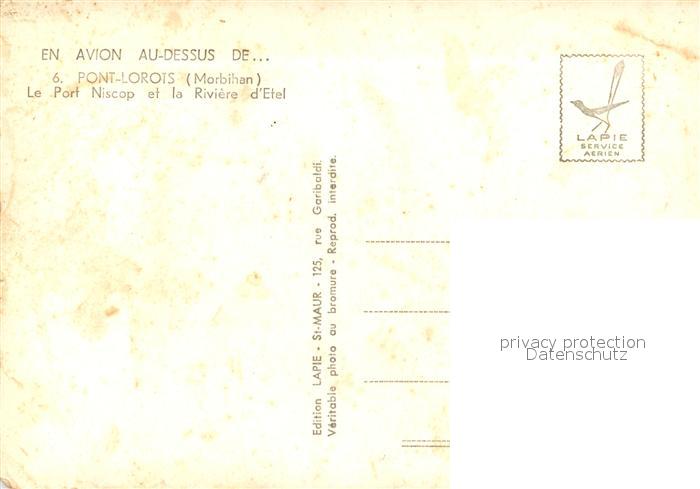 EN AVION AU-DESSUS DE...
6. PONT-LOROIS (Morbihan)
Le Port Niscop et la Rivière d'Etel
LAPIE
SERVICE
AERIEN
Edition LAPIE - St-MAUR - 125, rue Garibaldi.
Véritable photo au bromure - Reprod. interdite.
privacy protection
Datenschutz